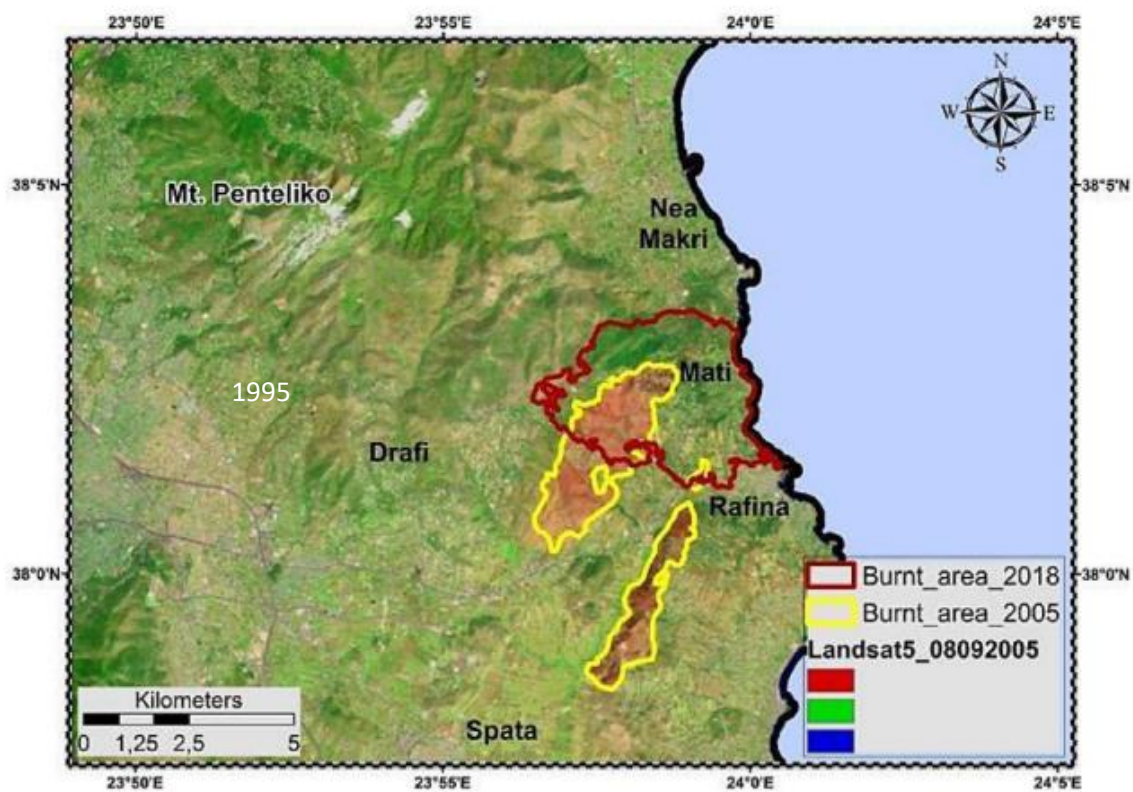 23°50'E 23°55'E 24°0'E 24°5'E
N
W E
S
38°5'N 38°5'N
Mt. Penteliko
Nea
Makri
1995
Mati
Drafi
Rafina
38°0'N 38°0'N
Burnt_area_2018
Burnt_area_2005
Landsat5_08092005
Kilometers
0 1,25 2,5 5
Spata
23°50'E 23°55'E 24°0'E 24°5'E